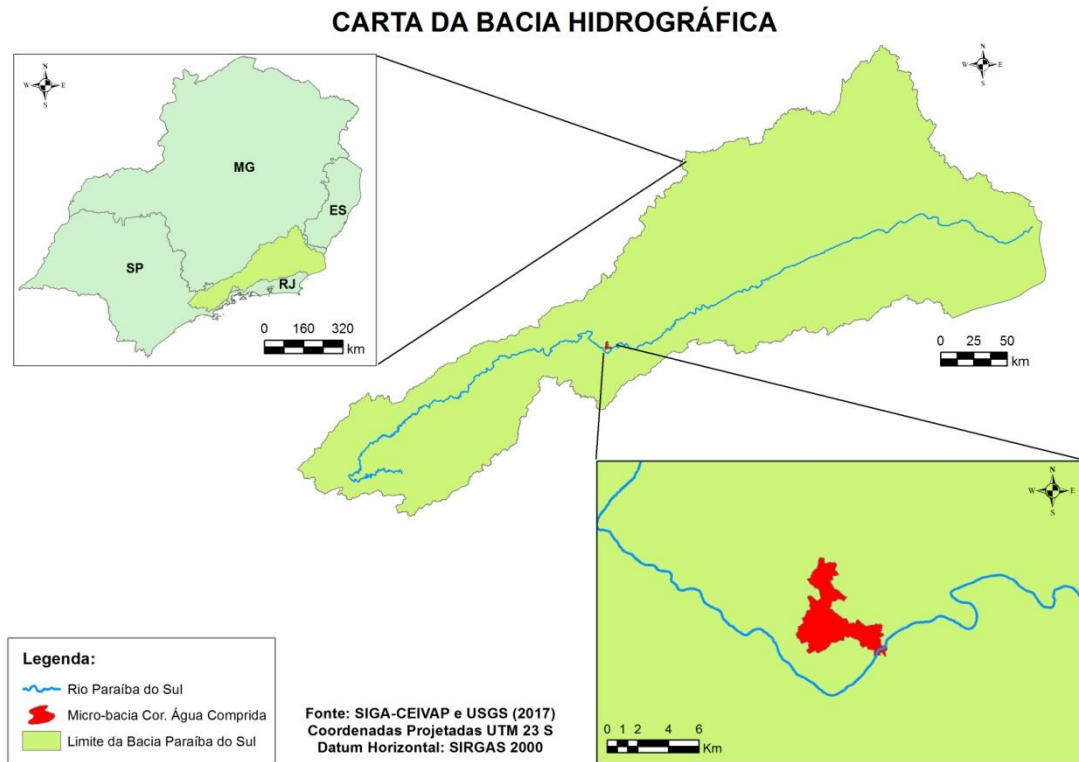 CARTA DA BACIA HIDROGRÁFICA
N
W E
S
MG
ES
SP
RJ
0 160 320
km
N
W E
S
0 25 50
km
N
W E
S
0 1 2 4 6
Km
Legenda:
Rio Paraíba do Sul
Micro-bacia Cor. Água Comprida
Limite da Bacia Paraíba do Sul
Fonte: SIGA-CEIVAP e USGS (2017)
Coordenadas Projetadas UTM 23 S
Datum Horizontal: SIRGAS 2000